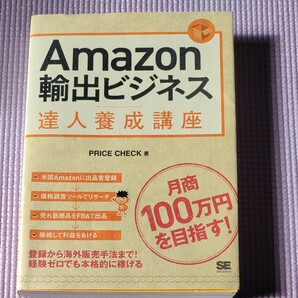 Amazon
輸出ビジネス
達人養成講座
PRICE CHECK 著
米国Amazonに出品者登録
価格調査ツールでリサーチ
売れ筋商品をFBAで出品
継続して利益をあげる
月商
100万円
を目指す!
登録から海外販売手法まで!
経験ゼロでも本格的に稼げる
SE
SHOEISHA